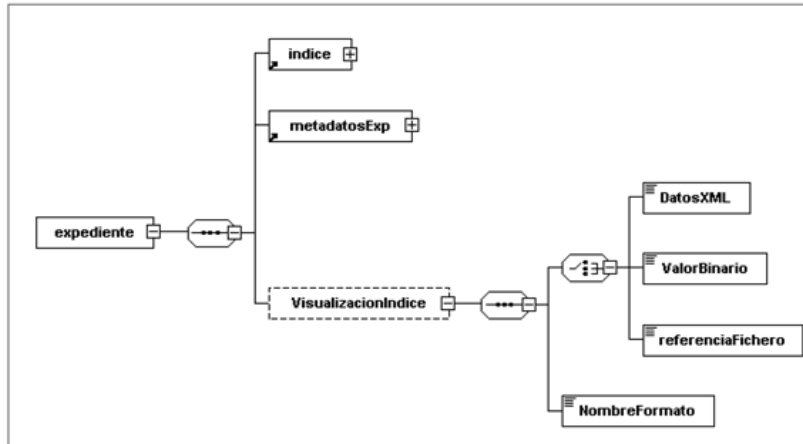 indice
metadatosExp
expediente
VisualizacionIndice
DatosXML
ValorBinario
referenciaFichero
NombreFormato